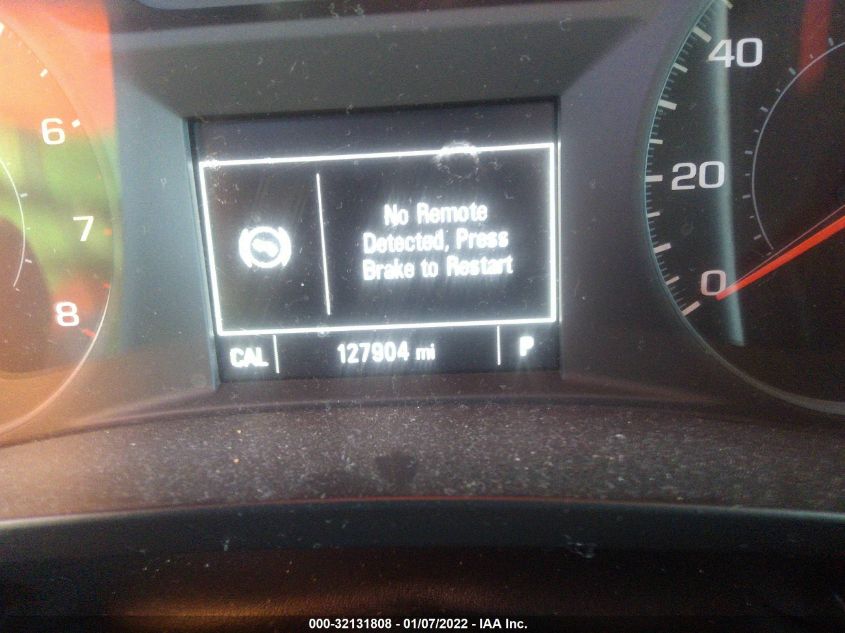 6
7
8
No Remote
Detected, Press
Brake to Restart
CAL 127904 mi P
40
20
0
000-32131808 - 01/07/2022 - IAA Inc.